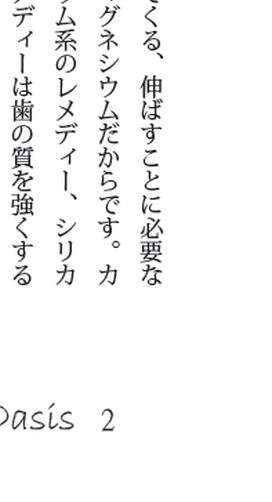 くる、伸ばすことに必要な
グネシウムだからです。カ
ム系のレメディー、シリカ
ディーは歯の質を強くする
Oasis 2